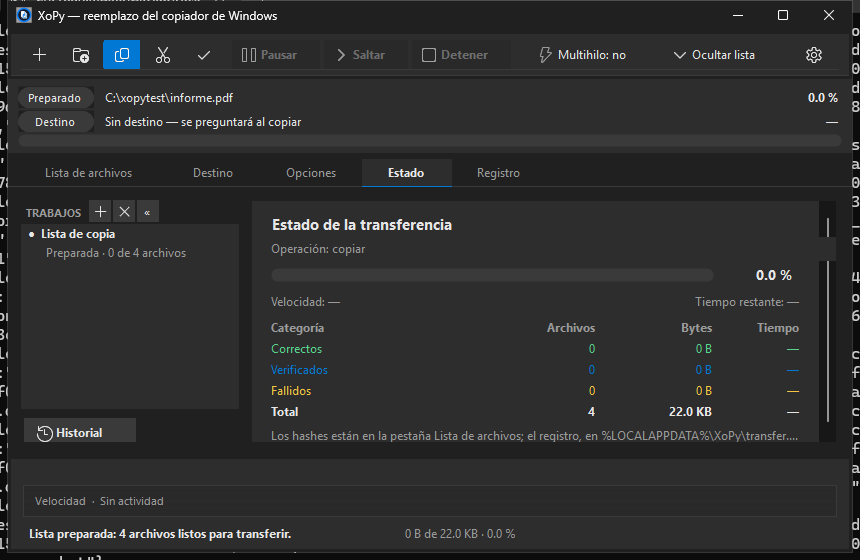 XoPy — reemplazo del copiador de Windows
Pausar Saltar Detener Multihilo: no Ocultar lista
Preparado C:\xopytest\informe.pdf 0.0 %
Destino Sin destino — se preguntará al copiar —
Lista de archivos Destino Opciones Estado Registro
TRABAJOS + × «
• Lista de copia
Preparada · 0 de 4 archivos
Historial
Estado de la transferencia
Operación: copiar
0.0 %
Velocidad: — Tiempo restante: —
Categoría Archivos Bytes Tiempo
Correctos 0 0 B —
Verificados 0 0 B —
Fallidos 0 0 B —
Total 4 22.0 KB —
Los hashes están en la pestaña Lista de archivos; el registro, en %LOCALAPPDATA%\XoPy\transfer....
Velocidad · Sin actividad
Lista preparada: 4 archivos listos para transferir. 0 B de 22.0 KB · 0.0 %